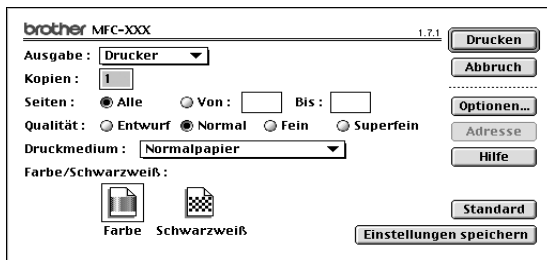 brother MFC-XXX 1.7.1 Drucken
Ausgabe : Drucker Abbruch
Kopien : 1
Seiten : Alle Von : Bis : Optionen...
Qualität : Entwurf Normal Fein Superfein Adresse
Druckmedium : Normalpapier Hilfe
Farbe/Schwarzweiß :
Farbe Schwarzweiß
Standard
Einstellungen speichern